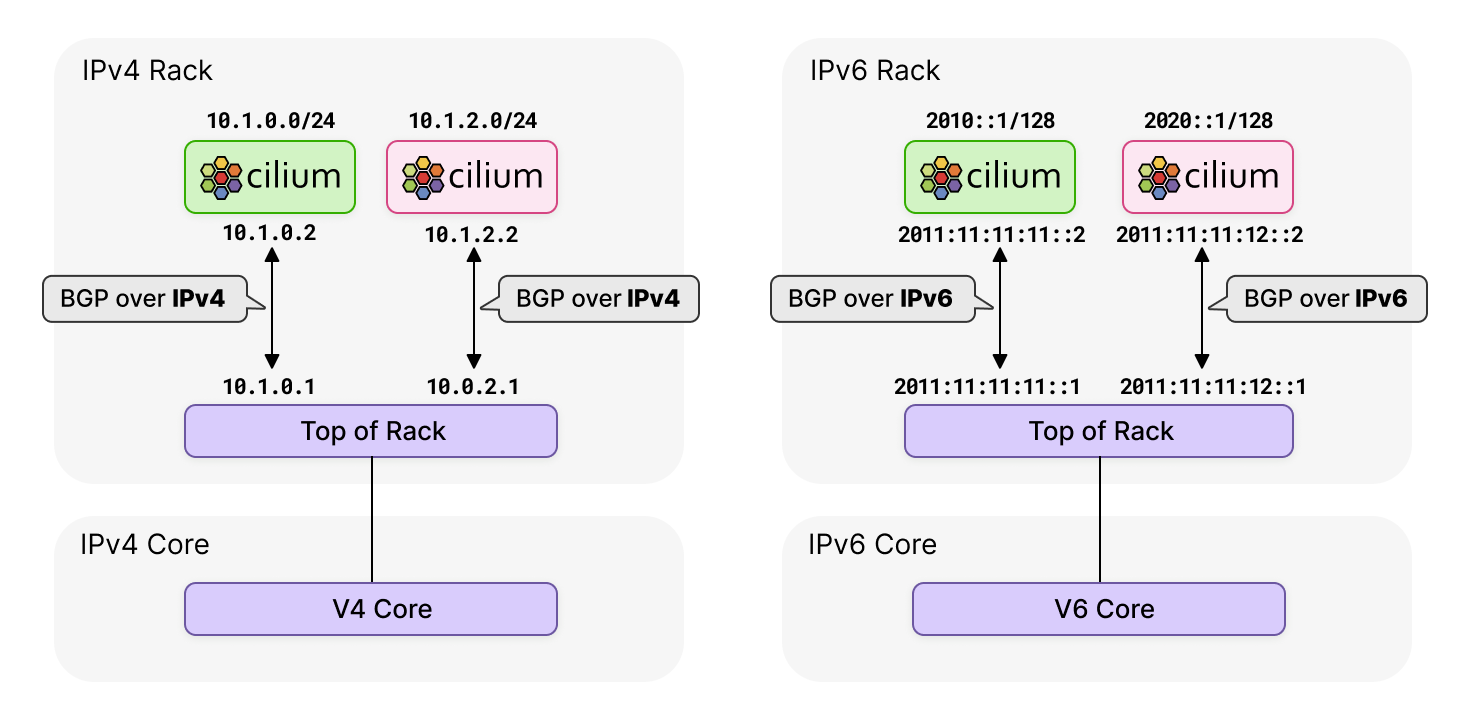 IPv4 Rack
10.1.0.0/24
10.1.2.0/24
cilium
cilium
10.1.0.2
10.1.2.2
BGP over IPv4
BGP over IPv4
10.1.0.1
10.0.2.1
Top of Rack
IPv4 Core
V4 Core
IPv6 Rack
2010::1/128
2020::1/128
cilium
cilium
2011:11:11:11::2
2011:11:11:12::2
BGP over IPv6
BGP over IPv6
2011:11:11:11::1
2011:11:11:12::1
Top of Rack
IPv6 Core
V6 Core